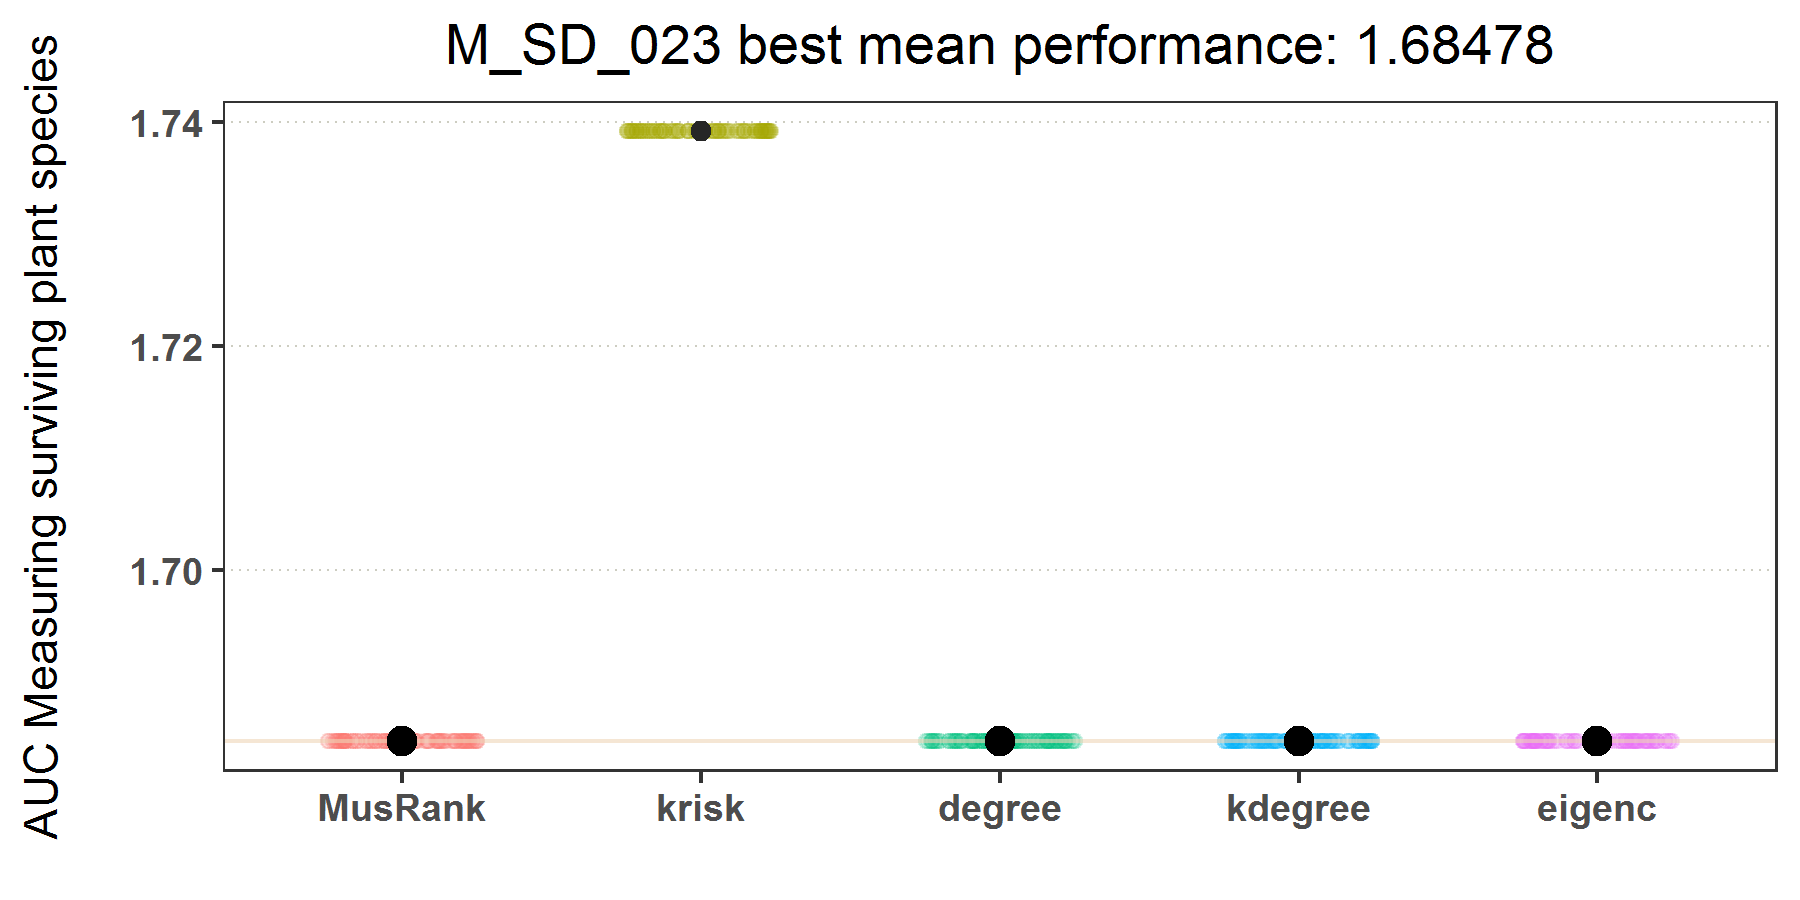 M_SD_023 best mean performance: 1.68478
AUC Measuring surviving plant species
1.74
1.72
1.70
MusRank krisk degree kdegree eigenc